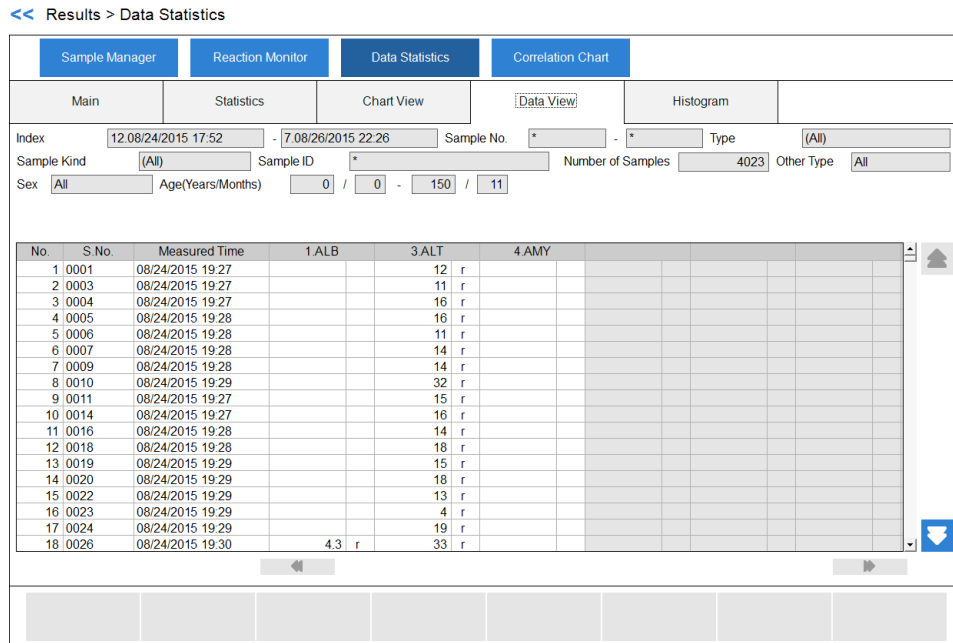 << Results > Data Statistics
Sample Manager Reaction Monitor Data Statistics Correlation Chart
Main Statistics Chart View Data View Histogram
Index 12.08/24/2015 17:52 - 7.08/26/2015 22:26 Sample No. * - * Type (All)
Sample Kind (All) Sample ID * Number of Samples 4023 Other Type All
Sex All Age(Years/Months) 0 / 0 - 150 / 11
No. S.No. Measured Time 1.ALB 3.ALT 4.AMY
1 0001 08/24/2015 19:27 12 r
2 0003 08/24/2015 19:27 11 r
3 0004 08/24/2015 19:27 16 r
4 0005 08/24/2015 19:28 16 r
5 0006 08/24/2015 19:28 11 r
6 0007 08/24/2015 19:28 14 r
7 0009 08/24/2015 19:28 14 r
8 0010 08/24/2015 19:29 32 r
9 0011 08/24/2015 19:27 15 r
10 0014 08/24/2015 19:27 16 r
11 0016 08/24/2015 19:28 14 r
12 0018 08/24/2015 19:28 18 r
13 0019 08/24/2015 19:29 15 r
14 0020 08/24/2015 19:29 18 r
15 0022 08/24/2015 19:29 13 r
16 0023 08/24/2015 19:29 4 r
17 0024 08/24/2015 19:29 19 r
18 0026 08/24/2015 19:30 4.3 r 33 r